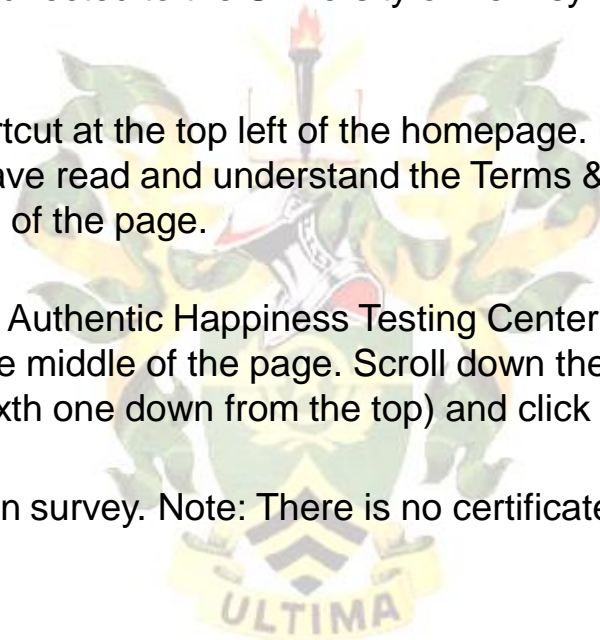 rtcut at the top left of the homepage.
ave read and understand the Terms &
of the page.
Authentic Happiness Testing Center
e middle of the page. Scroll down the
xth one down from the top) and click
n survey. Note: There is no certificate
ULTIMA